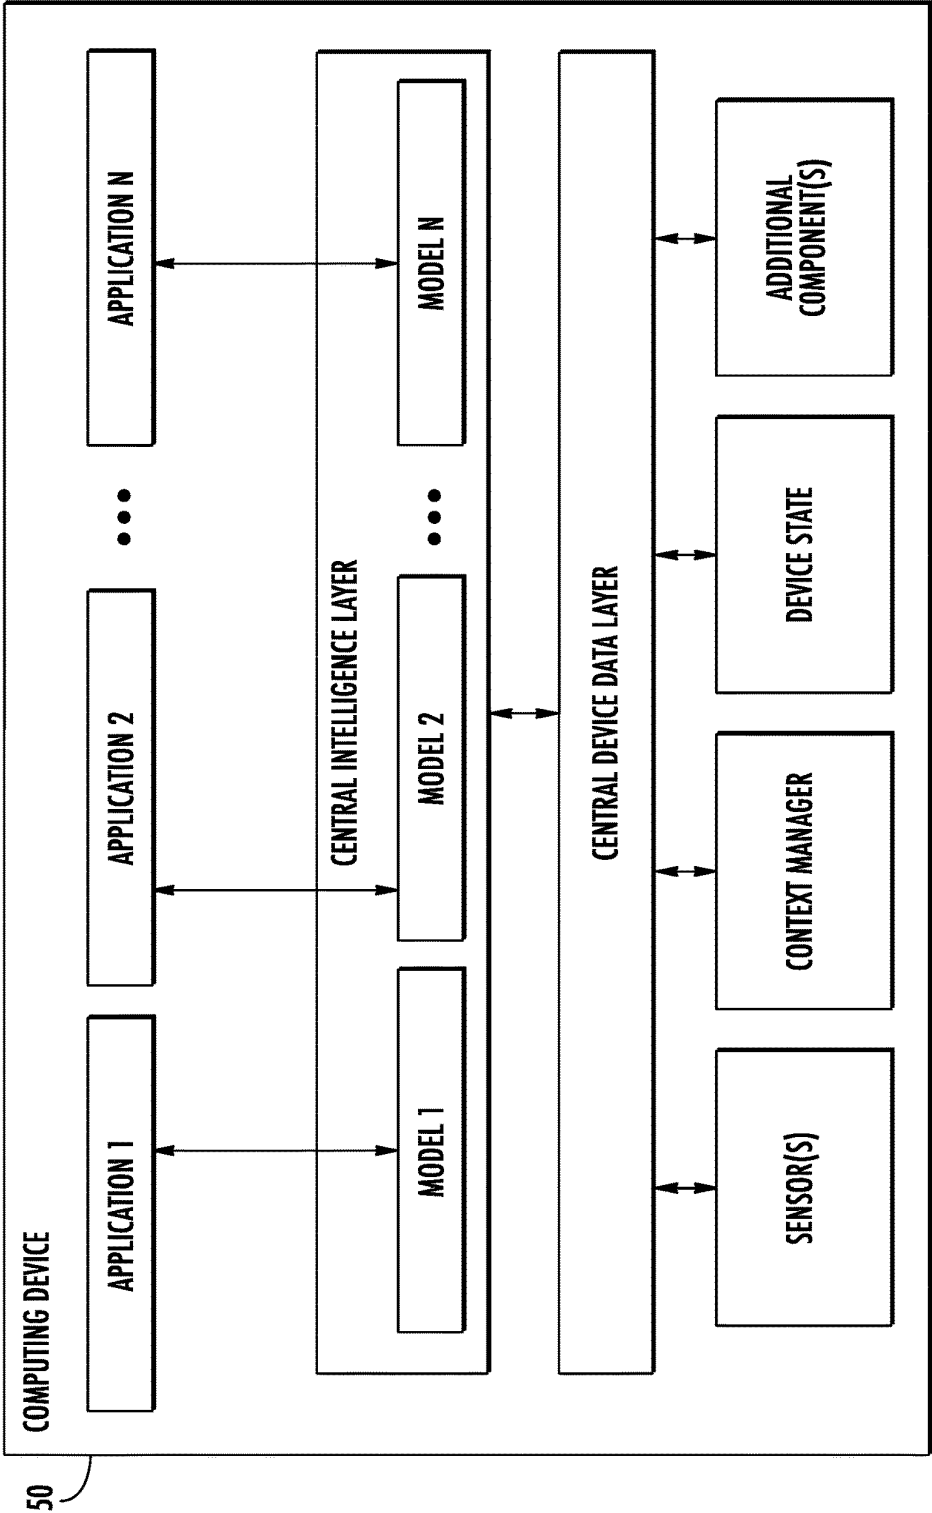 50
COMPUTING DEVICE
APPLICATION 1
APPLICATION 2
APPLICATION N
CENTRAL INTELLIGENCE LAYER
MODEL 1
MODEL 2
MODEL N
CENTRAL DEVICE DATA LAYER
SENSOR(S)
CONTEXT MANAGER
DEVICE STATE
ADDITIONAL
COMPONENT(S)